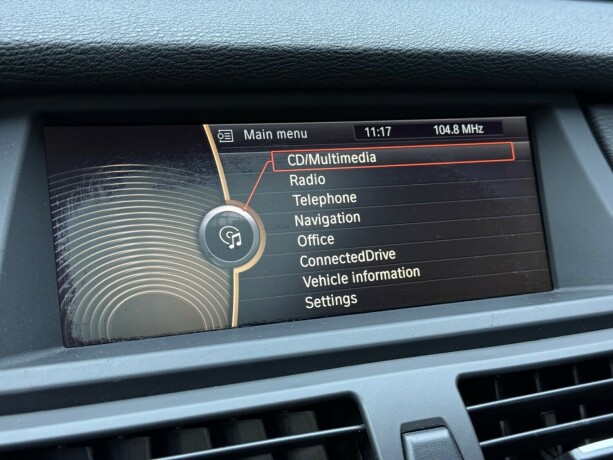 Main menu 11:17 104.8 MHz
CD/Multimedia
Radio
Telephone
Navigation
Office
ConnectedDrive
Vehicle information
Settings